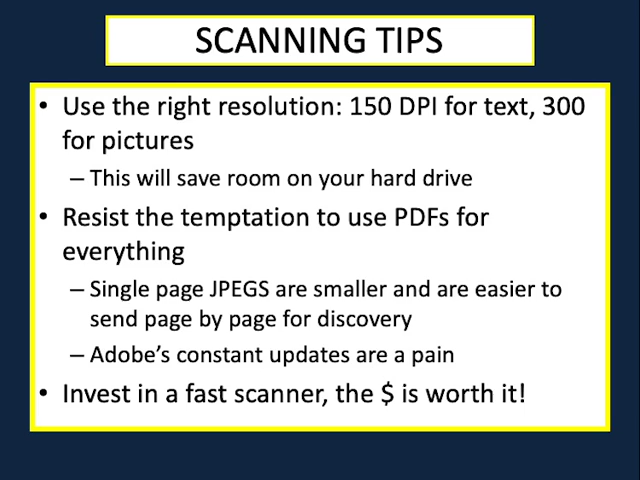 SCANNING TIPS
• Use the right resolution: 150 DPI for text, 300
for pictures
– This will save room on your hard drive
• Resist the temptation to use PDFs for
everything
– Single page JPEGS are smaller and are easier to
send page by page for discovery
– Adobe’s constant updates are a pain
• Invest in a fast scanner, the $ is worth it!